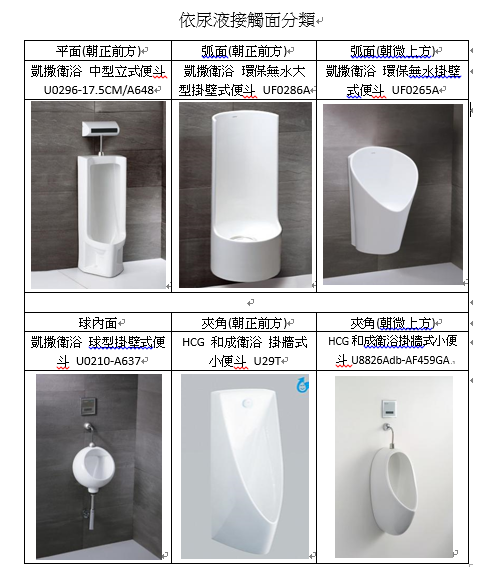 依尿液接觸面分類
平面(朝正前方)
弧面(朝正前方)
弧面(朝微上方)
凱撒衛浴 中型立式便斗
U0296-17.5CM/A648
凱撒衛浴 環保無水大
型掛壁式便斗 UF0286A
凱撒衛浴 環保無水掛壁
式便斗 UF0265A
球內面
夾角(朝正前方)
夾角(朝微上方)
凱撒衛浴 球型掛壁式便
斗 U0210-A637
HCG 和成衛浴 掛牆式
小便斗 U29T
HCG 和成衛浴掛牆式小便
斗 U8826Adb-AF459GA